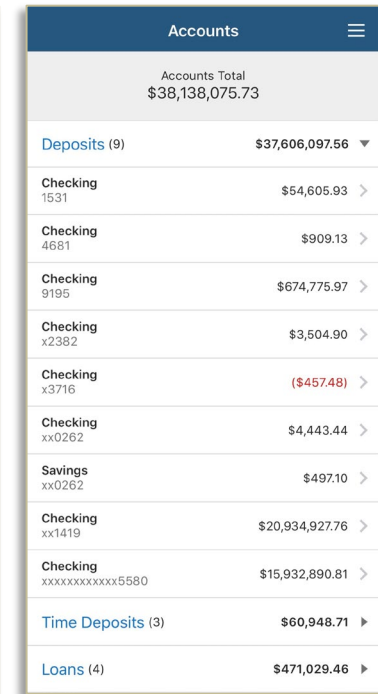 Accounts
Accounts Total
$38,138,075.73
Deposits (9) $37,606,097.56
Checking
1531 $54,605.93
Checking
4681 $909.13
Checking
9195 $674,775.97
Checking
x2382 $3,504.90
Checking
x3716 ($457.48)
Checking
xx0262 $4,443.44
Savings
xx0262 $497.10
Checking
xx1419 $20,934,927.76
Checking
xxxxxxxxxxxx5580 $15,932,890.81
Time Deposits (3) $60,948.71
Loans (4) $471,029.46